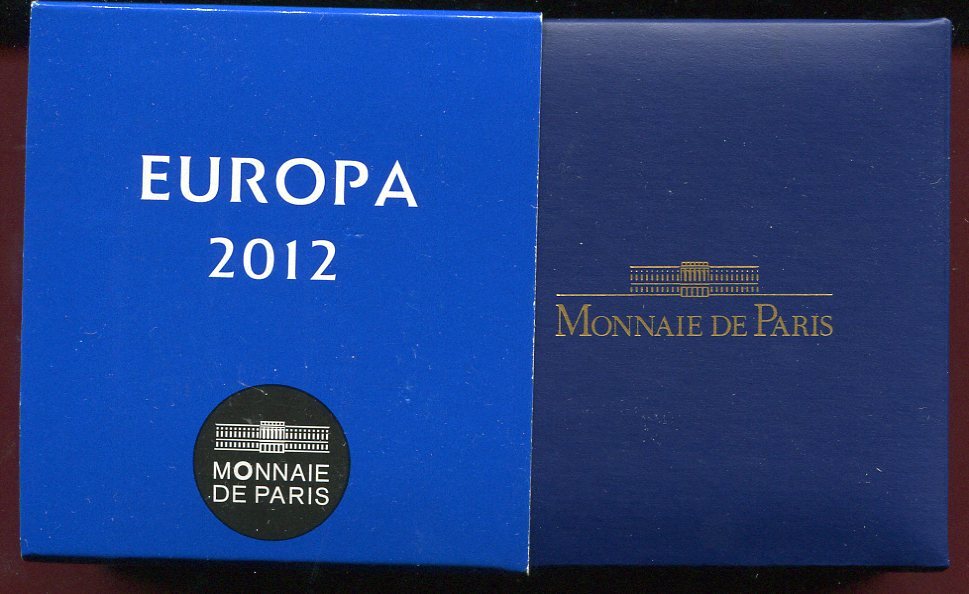 EUROPA
2012
MONNAIE
DE PARIS
MONNAIE DE PARIS